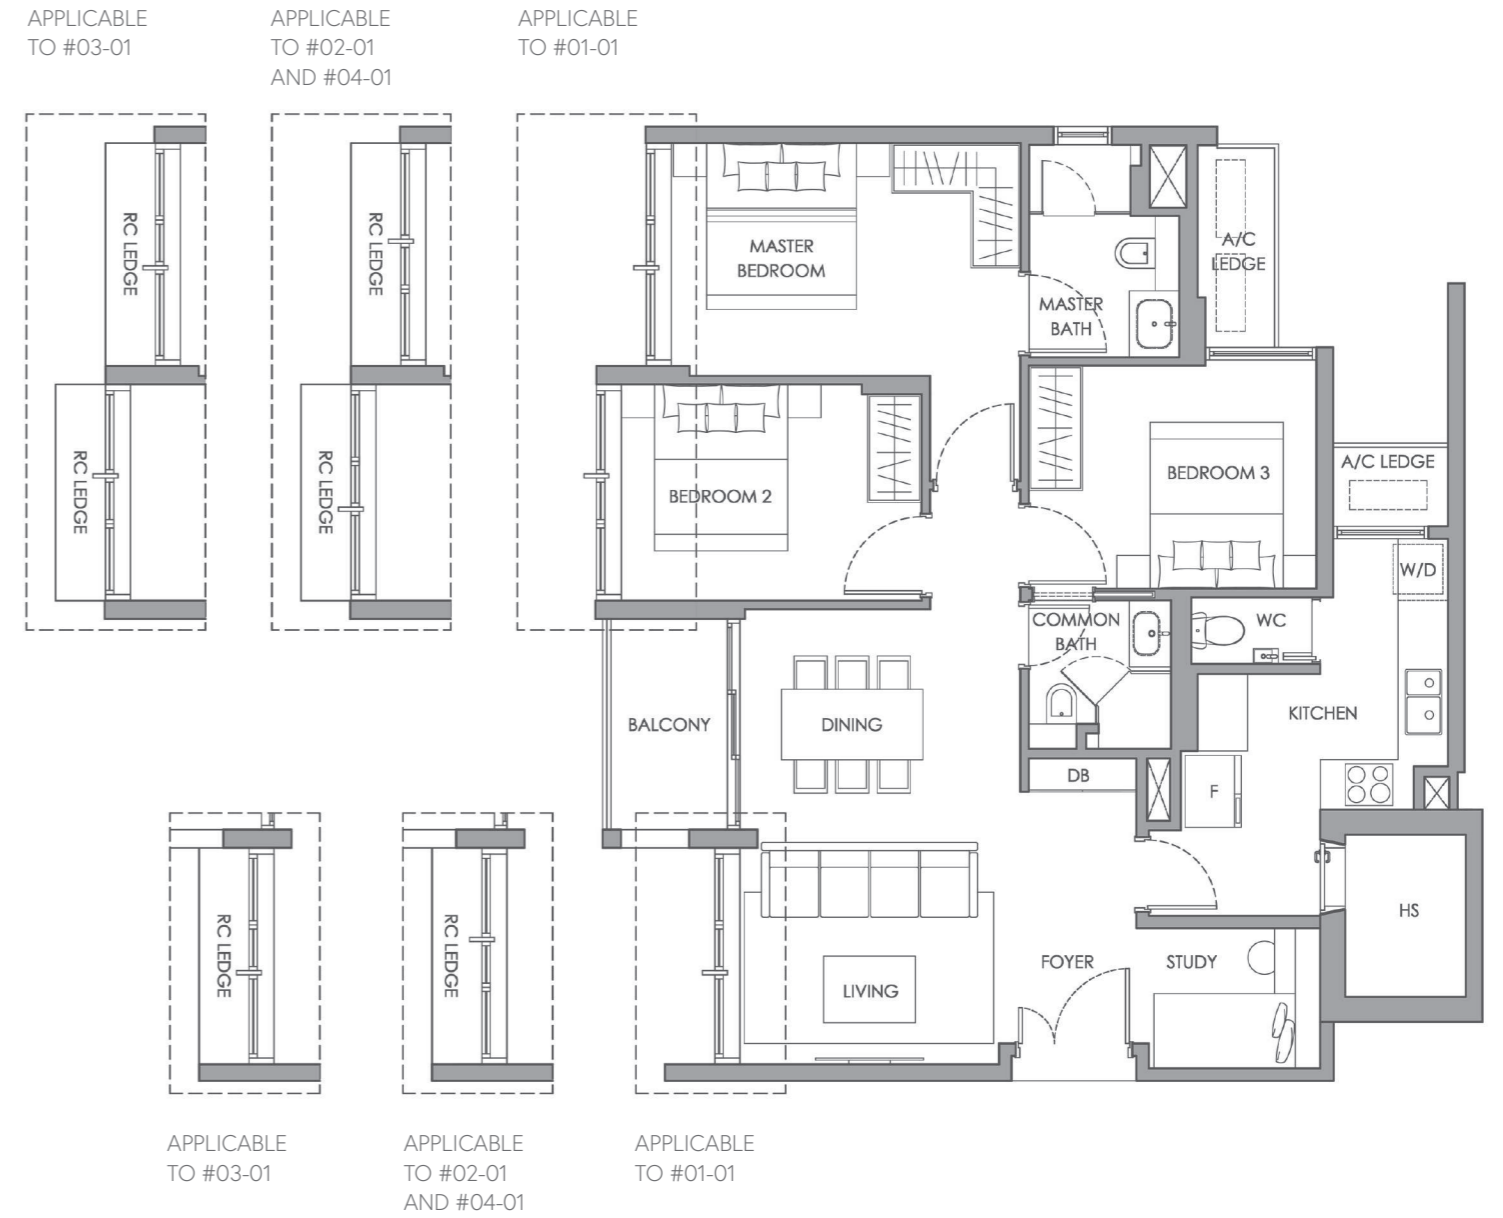 APPLICABLE
TO #03-01
APPLICABLE
TO #02-01
AND #04-01
APPLICABLE
TO #01-01
RC LEDGE
RC LEDGE
MASTER
BEDROOM
A/C
LEDGE
MASTER
BATH
RC LEDGE
RC LEDGE
BEDROOM 2
BEDROOM 3
A/C LEDGE
W/D
COMMON
BATH
WC
BALCONY
DINING
KITCHEN
DB
F
RC LEDGE
RC LEDGE
HS
FOYER
STUDY
LIVING
APPLICABLE
TO #03-01
APPLICABLE
TO #02-01
AND #04-01
APPLICABLE
TO #01-01